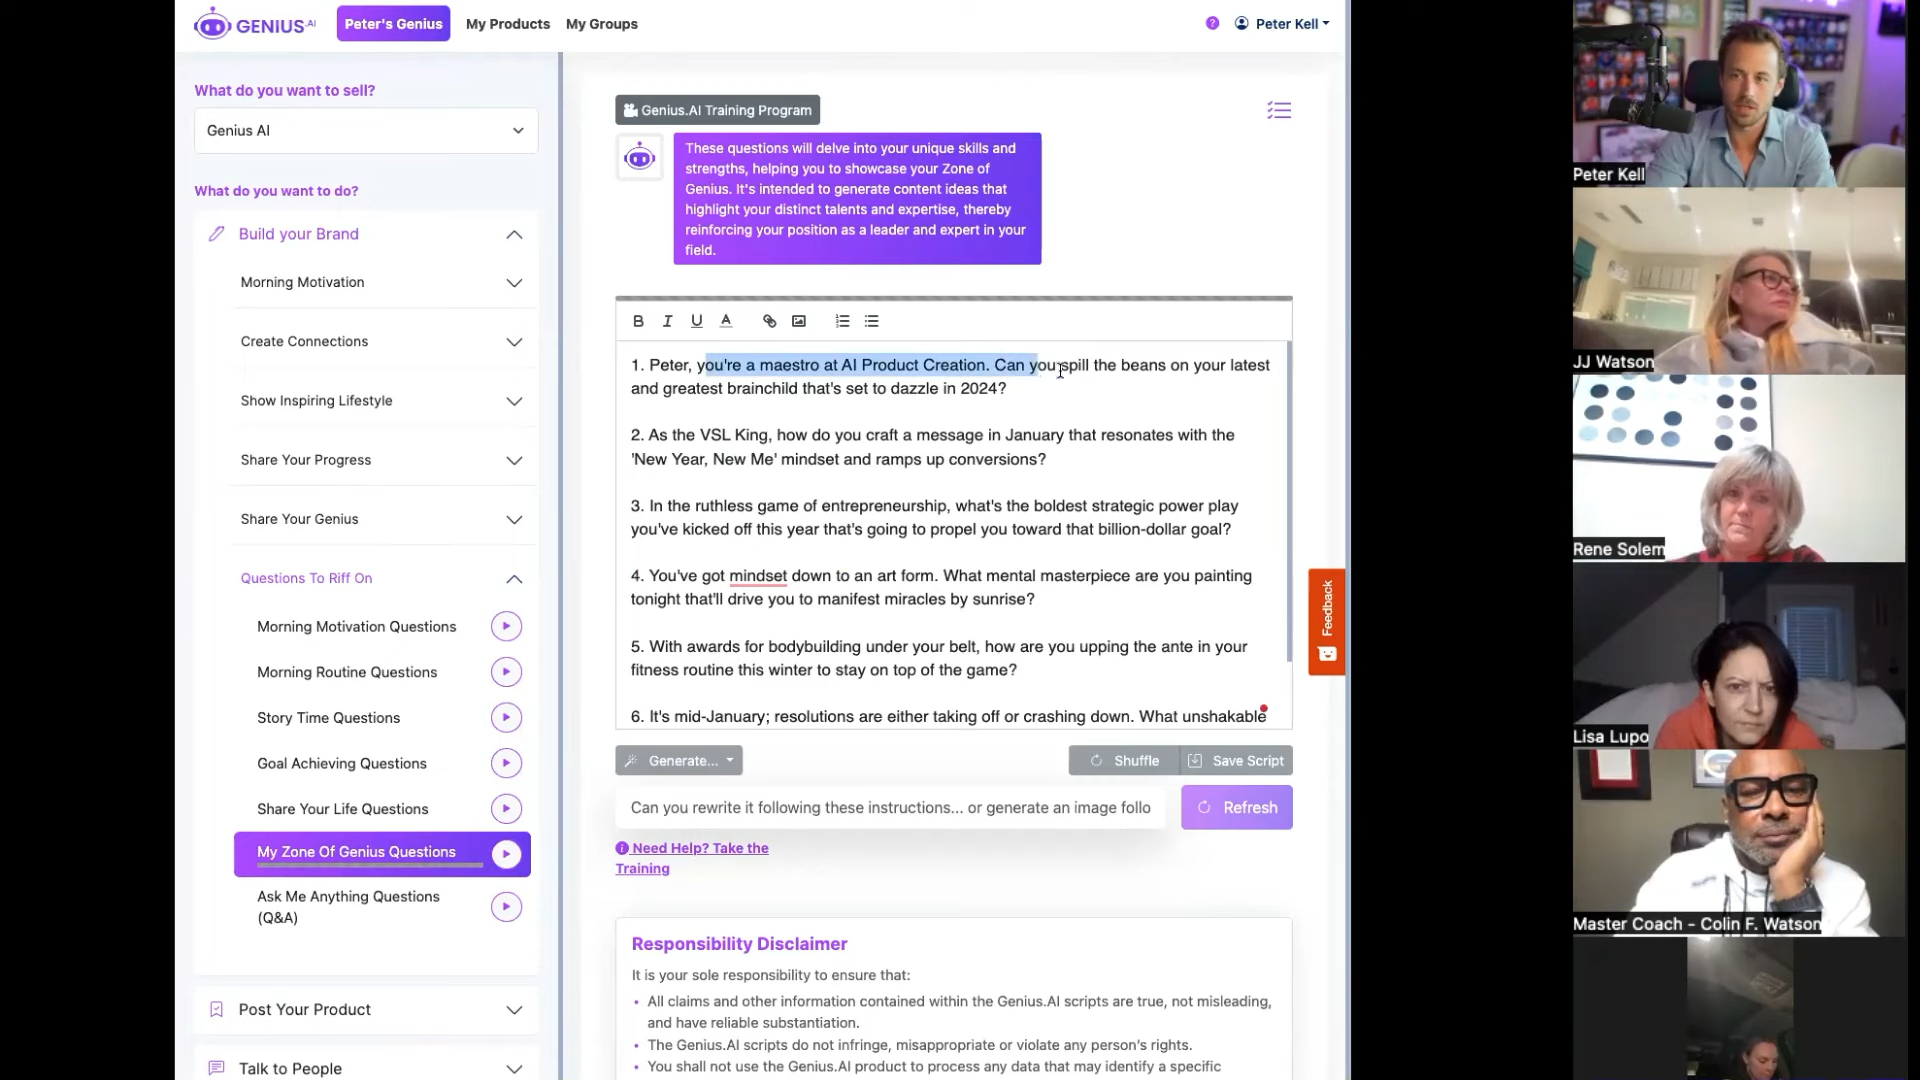 GENIUS.AI
Peter's Genius
My Products
My Groups
?
Peter Kell
What do you want to sell?
Genius AI
What do you want to do?
Build your Brand
Morning Motivation
Create Connections
Show Inspiring Lifestyle
Share Your Progress
Share Your Genius
Questions To Riff On
Morning Motivation Questions
Morning Routine Questions
Story Time Questions
Goal Achieving Questions
Share Your Life Questions
My Zone Of Genius Questions
Ask Me Anything Questions
(Q&A)
Post Your Product
Talk to People
Genius.AI Training Program
These questions will delve into your unique skills and
strengths, helping you to showcase your Zone of
Genius. It's intended to generate content ideas that
highlight your distinct talents and expertise, thereby
reinforcing your position as a leader and expert in your
field.
B I U A
1. Peter, you're a maestro at AI Product Creation. Can you spill the beans on your latest
and greatest brainchild that's set to dazzle in 2024?
2. As the VSL King, how do you craft a message in January that resonates with the
'New Year, New Me' mindset and ramps up conversions?
3. In the ruthless game of entrepreneurship, what's the boldest strategic power play
you've kicked off this year that's going to propel you toward that billion-dollar goal?
4. You've got mindset down to an art form. What mental masterpiece are you painting
tonight that'll drive you to manifest miracles by sunrise?
5. With awards for bodybuilding under your belt, how are you upping the ante in your
fitness routine this winter to stay on top of the game?
6. It's mid-January; resolutions are either taking off or crashing down. What unshakable
Generate...
Shuffle
Save Script
Can you rewrite it following these instructions... or generate an image follo
Refresh
Need Help? Take the
Training
Responsibility Disclaimer
It is your sole responsibility to ensure that:
• All claims and other information contained within the Genius.AI scripts are true, not misleading,
and have reliable substantiation.
• The Genius.AI scripts do not infringe, misappropriate or violate any person's rights.
• You shall not use the Genius.AI product to process any data that may identify a specific
Feedback
Peter Kell
JJ Watson
Rene Solem
Lisa Lupo
Master Coach - Colin F. Watson